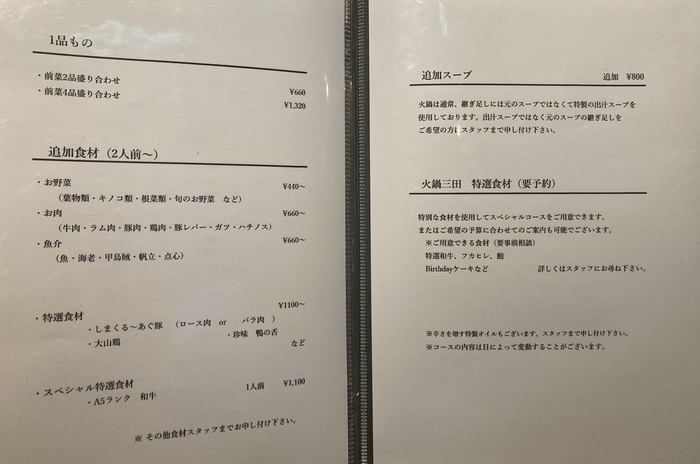 1品もの
・前菜2品盛り合わせ ¥660
・前菜4品盛り合わせ ¥1,320
追加食材（2人前〜）
・お野菜 ¥440〜
（葉物類・キノコ類・根菜類・旬のお野菜 など）
・お肉 ¥660〜
（牛肉・ラム肉・豚肉・鶏肉・豚レバー・ガツ・ハチノス）
・魚介 ¥660〜
（魚・海老・甲烏賊・帆立・点心）
・特選食材 ¥1100〜
・しまくる〜あぐ豚 （ロース肉 or バラ肉 ）
・大山鶏 ・珍味 鴨の舌
など
・スペシャル特選食材 1人前 ¥1,100
・A5ランク 和牛
※ その他食材スタッフまでお申し付け下さい。
追加スープ 追加 ¥800
火鍋は通常、継ぎ足しには元のスープではなくて特製の出汁スープを
使用しております。出汁スープではなく元のスープの継ぎ足しを
ご希望の方はスタッフまで申し付け下さい。
火鍋三田 特選食材（要予約）
特別な食材を使用してスペシャルコースをご用意できます。
またはご希望の予算に合わせてのご案内も可能でございます。
※ご用意できる食材（要事前相談）
特選和牛、フカヒレ、鮑
Birthdayケーキなど 詳しくはスタッフにお尋ね下さい。
※辛さを増す特製オイルもございます。スタッフまで申し付け下さい。
※コースの内容は日によって変動することがございます。